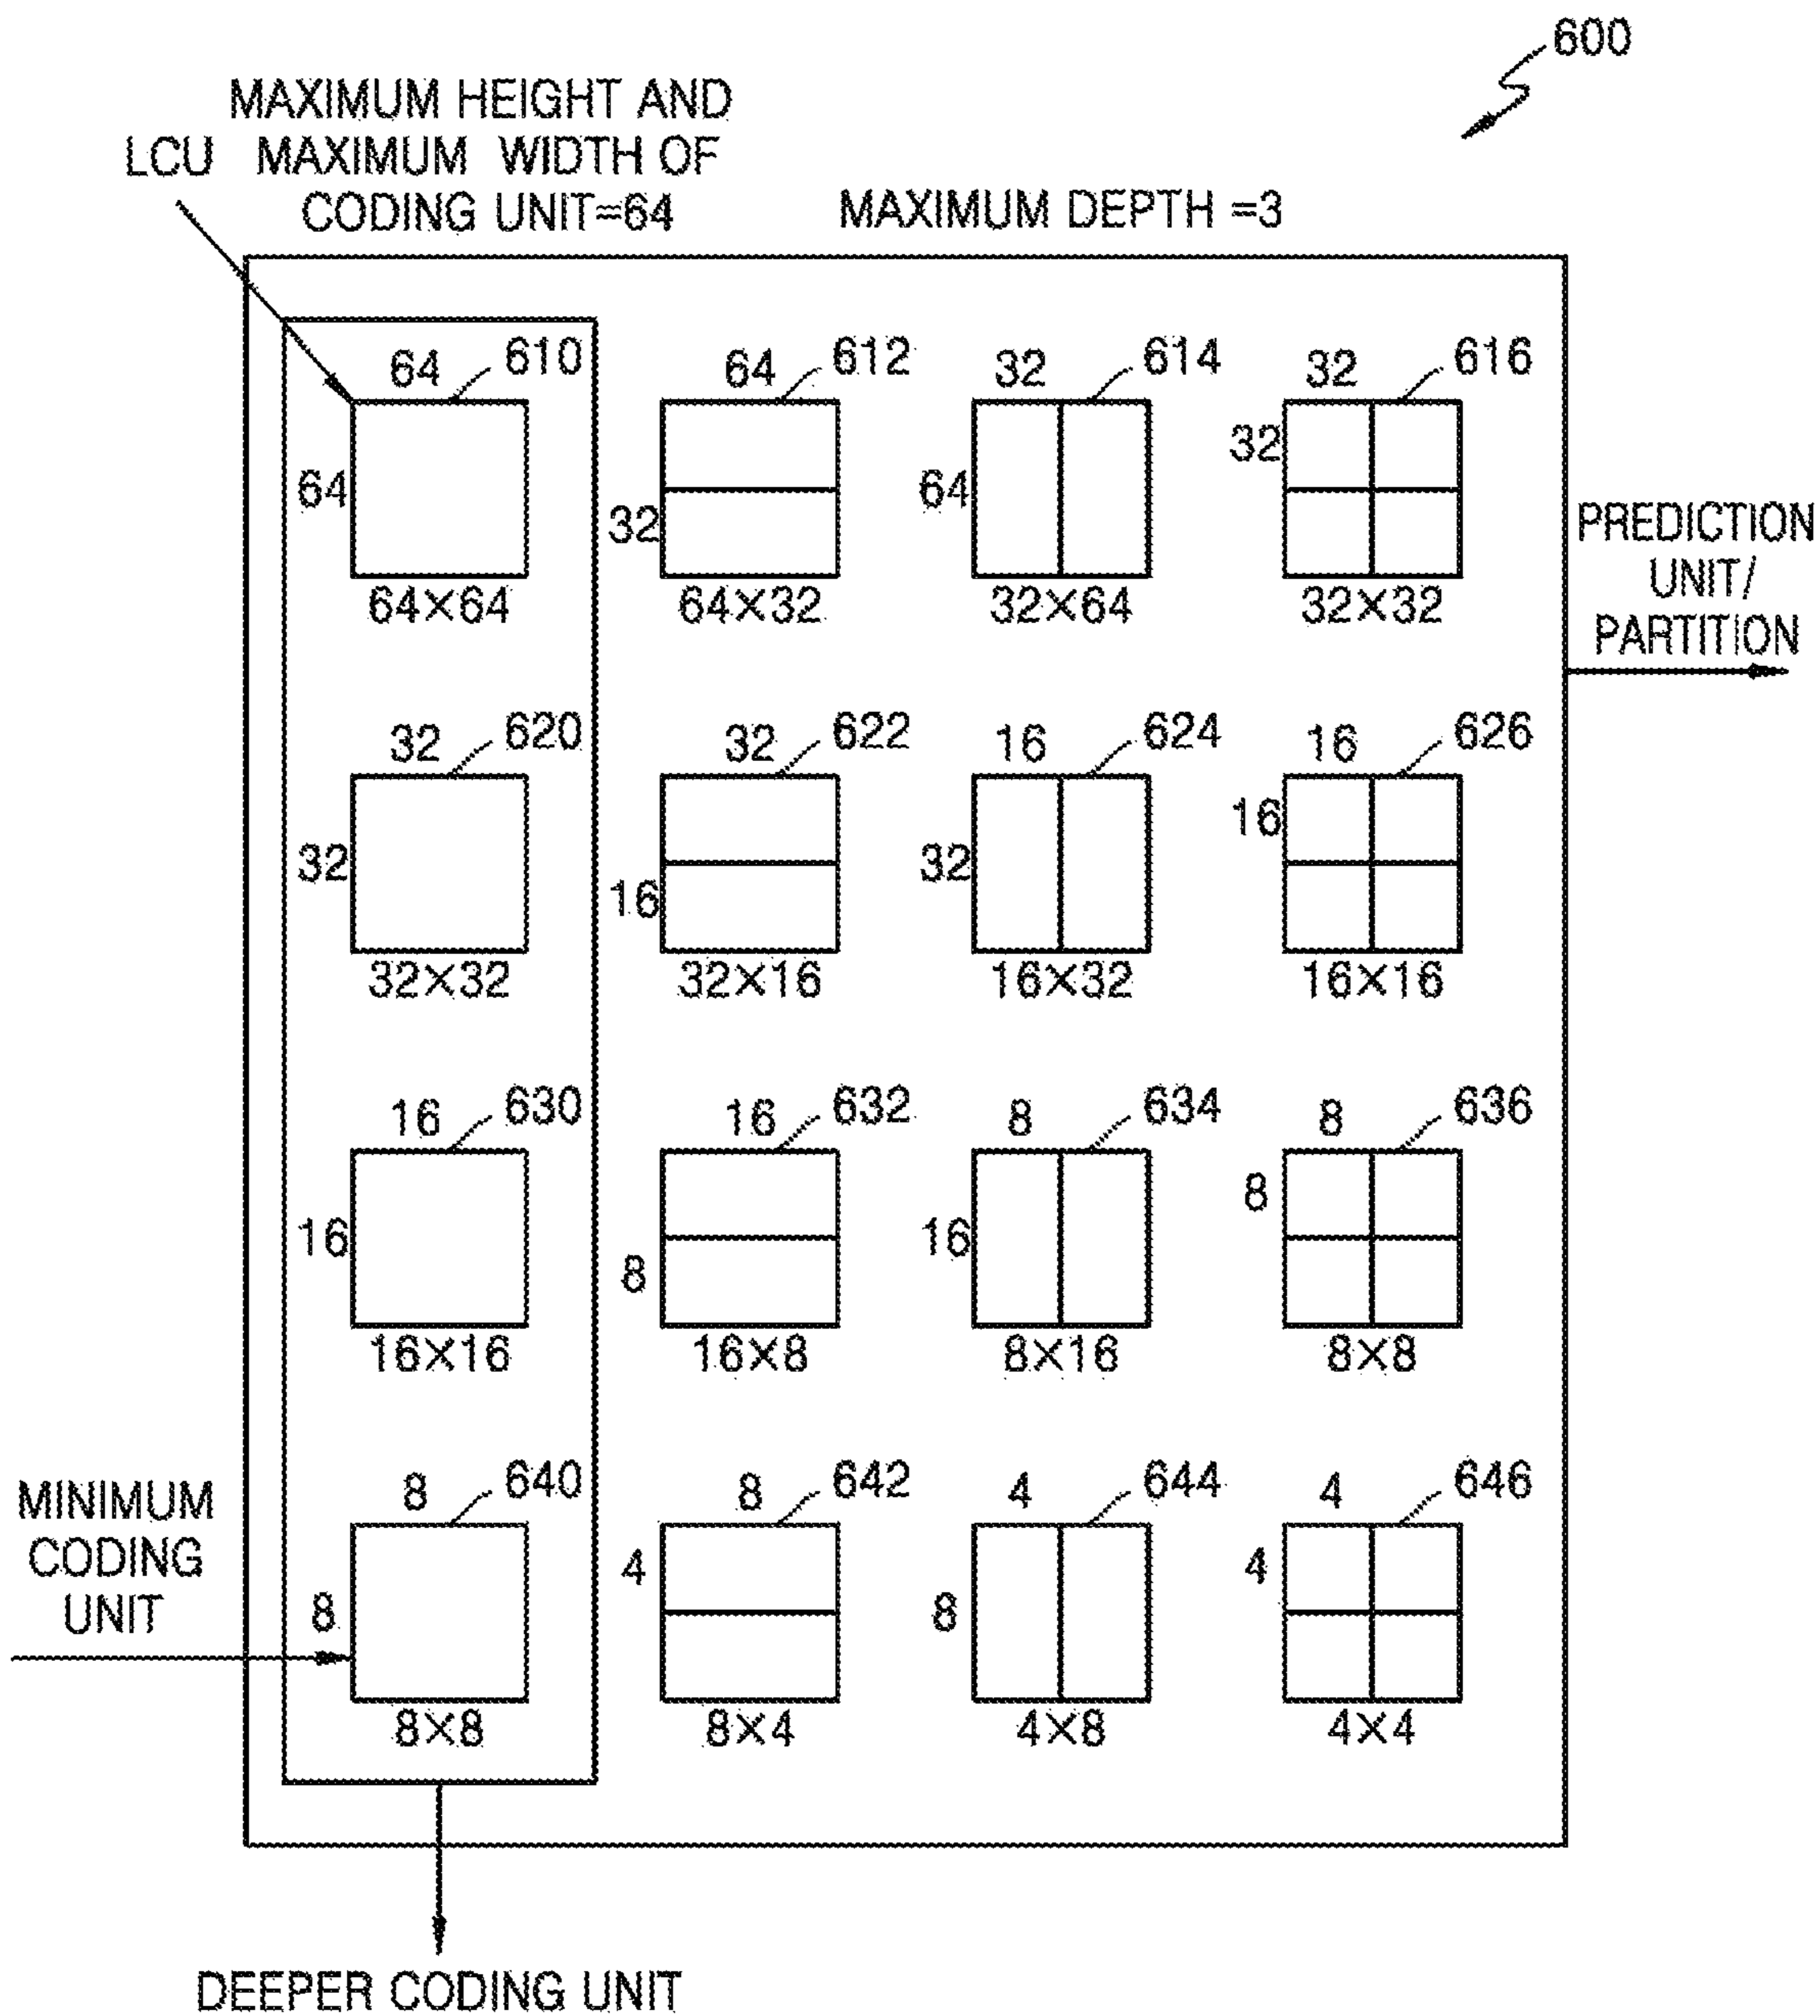 600
MAXIMUM HEIGHT AND
LCU MAXIMUM WIDTH OF
CODING UNIT=64
MAXIMUM DEPTH =3
64 610 64 612 32 614 32 616
64 32 64 32
64×64 64×32 32×64 32×32
PREDICTION
UNIT/
PARTITION
32 620 32 622 16 624 16 626
32 16 32 16
32×32 32×16 16×32 16×16
16 630 16 632 8 634 8 636
16 8 16 8
16×16 16×8 8×16 8×8
MINIMUM
CODING
UNIT
8 640 8 642 4 644 4 646
8 4 8 4
8×8 8×4 4×8 4×4
DEEPER CODING UNIT